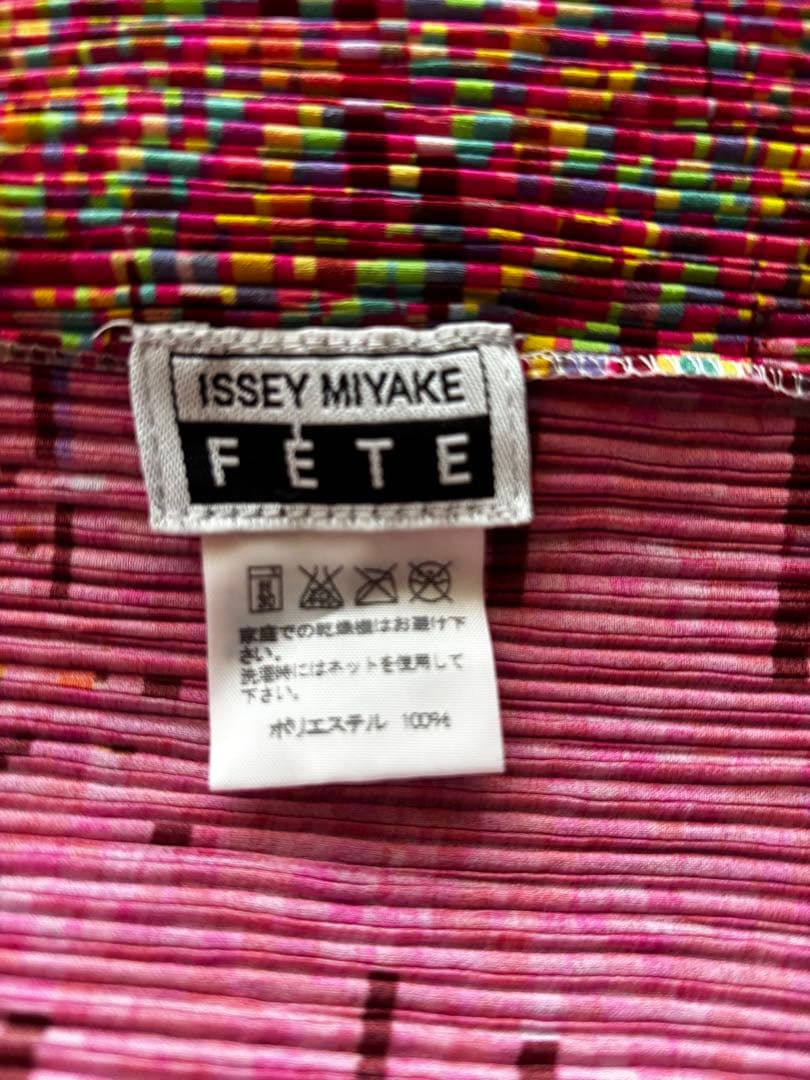 ISSEY MIYAKE
FÊTE
家庭での乾燥機はお避け下
さい。
洗濯時にはネットを使用して
下さい。
ポリエステル 100%